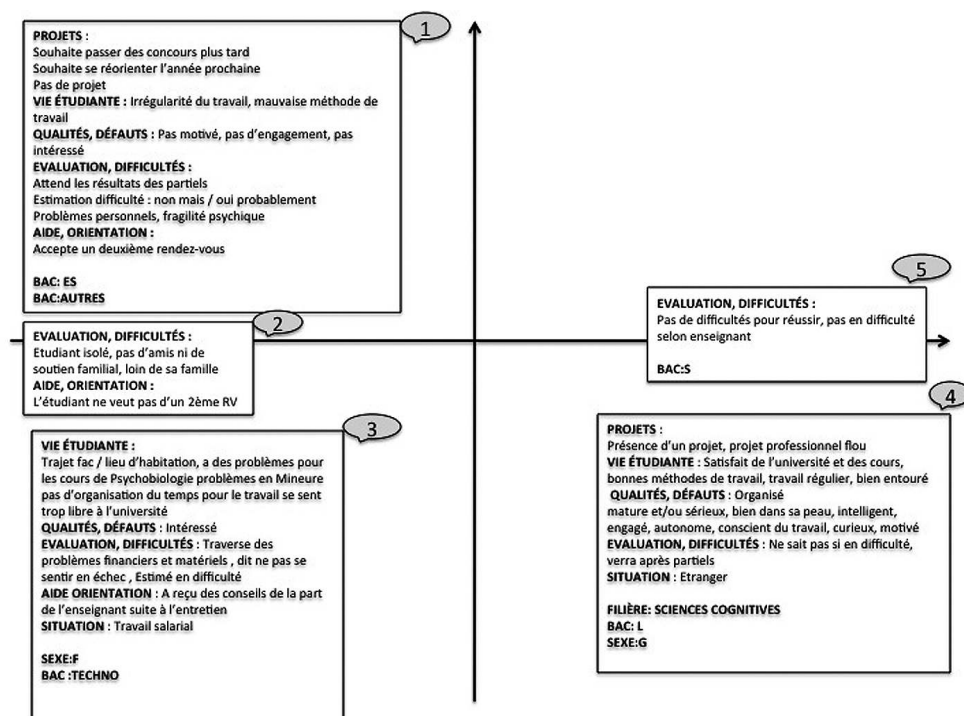 1
PROJETS :
Souhaite passer des concours plus tard
Souhaite se réorienter l'année prochaine
Pas de projet
VIE ÉTUDIANTE : Irrégularité du travail, mauvaise méthode de
travail
QUALITÉS, DÉFAUTS : Pas motivé, pas d'engagement, pas
intéressé
EVALUATION, DIFFICULTÉS :
Attend les résultats des partiels
Estimation difficulté : non mais / oui probablement
Problèmes personnels, fragilité psychique
AIDE, ORIENTATION :
Accepte un deuxième rendez-vous
BAC: ES
BAC:AUTRES
2
EVALUATION, DIFFICULTÉS :
Etudiant isolé, pas d'amis ni de
soutien familial, loin de sa famille
AIDE, ORIENTATION :
L'étudiant ne veut pas d'un 2ème RV
3
VIE ÉTUDIANTE :
Trajet fac / lieu d'habitation, a des problèmes pour
les cours de Psychobiologie problèmes en Mineure
pas d'organisation du temps pour le travail se sent
trop libre à l'université
QUALITÉS, DÉFAUTS : Intéressé
EVALUATION, DIFFICULTÉS : Traverse des
problèmes financiers et matériels , dit ne pas se
sentir en échec , Estimé en difficulté
AIDE ORIENTATION : A reçu des conseils de la part
de l'enseignant suite à l'entretien
SITUATION : Travail salarial
SEXE:F
BAC :TECHNO
5
EVALUATION, DIFFICULTÉS :
Pas de difficultés pour réussir, pas en difficulté
selon enseignant
BAC:S
4
PROJETS :
Présence d'un projet, projet professionnel flou
VIE ÉTUDIANTE : Satisfait de l'université et des cours,
bonnes méthodes de travail, travail régulier, bien entouré
QUALITÉS, DÉFAUTS : Organisé
mature et/ou sérieux, bien dans sa peau, intelligent,
engagé, autonome, conscient du travail, curieux, motivé
EVALUATION, DIFFICULTÉS : Ne sait pas si en difficulté,
verra après partiels
SITUATION : Etranger
FILIÈRE: SCIENCES COGNITIVES
BAC: L
SEXE:G